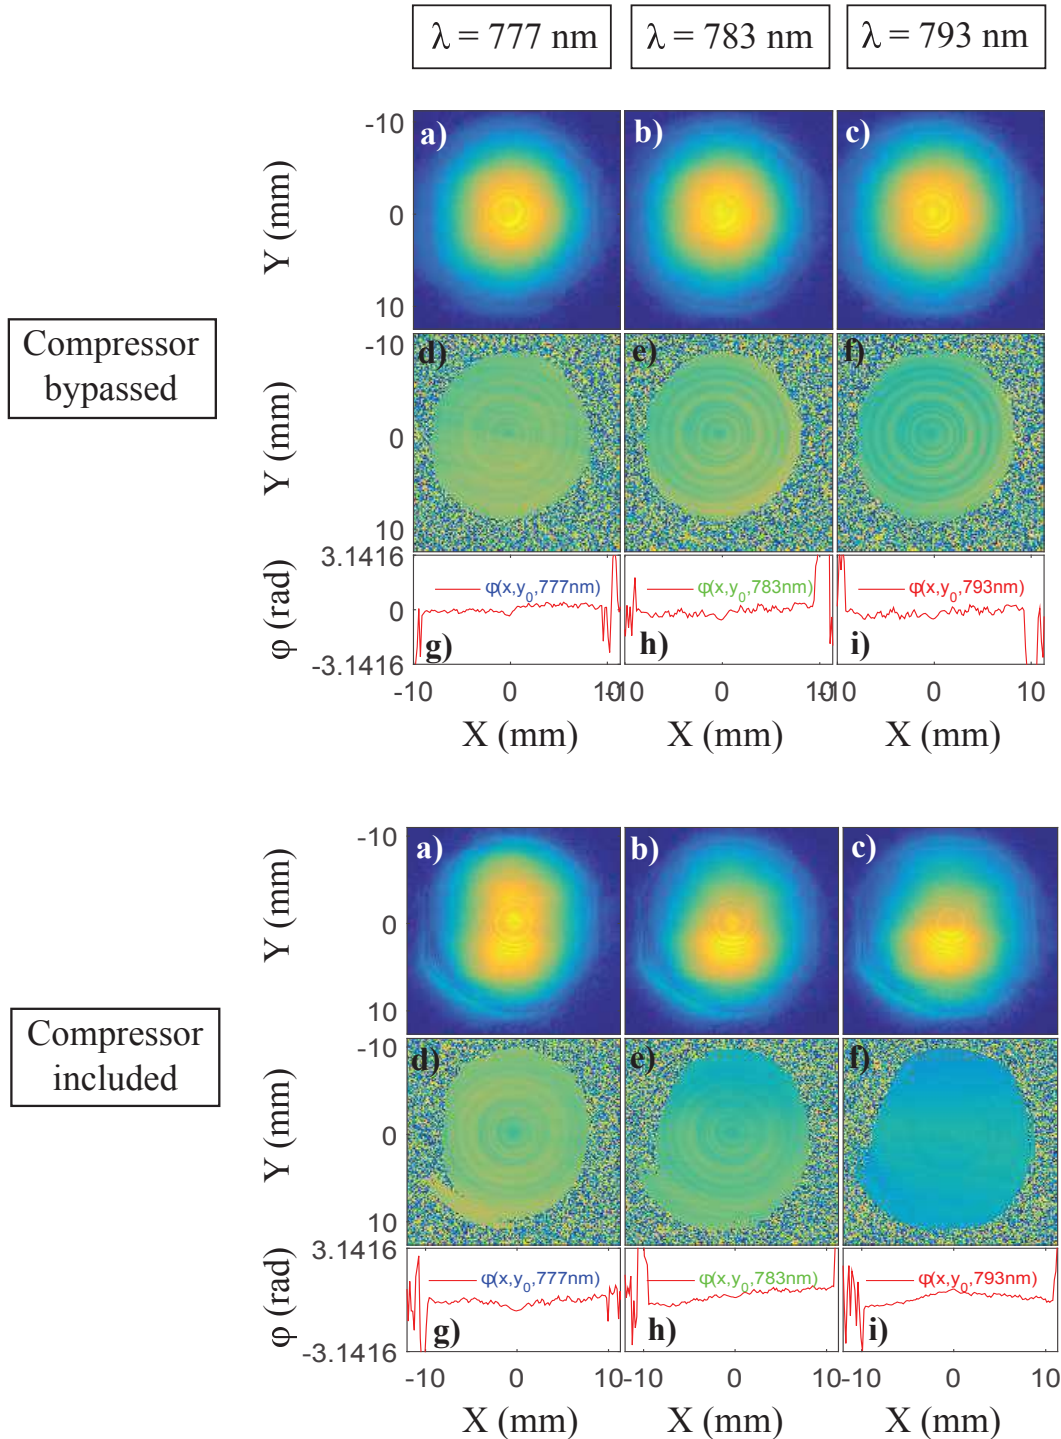 λ = 777 nm
λ = 783 nm
λ = 793 nm
Compressor
bypassed
-10
0
10
Y (mm)
a)
b)
c)
-10
0
10
Y (mm)
d)
e)
f)
3.1416
0
-3.1416
φ (rad)
φ(x,y₀,777nm)
φ(x,y₀,783nm)
φ(x,y₀,793nm)
g)
h)
i)
-10 0 10
-10 0 10
-10 0 10
X (mm)
X (mm)
X (mm)
Compressor
included
-10
0
10
Y (mm)
a)
b)
c)
-10
0
10
Y (mm)
d)
e)
f)
3.1416
-3.1416
φ (rad)
φ(x,y₀,777nm)
φ(x,y₀,783nm)
φ(x,y₀,793nm)
g)
h)
i)
-10 0 10
-10 0 10
-10 0 10
X (mm)
X (mm)
X (mm)